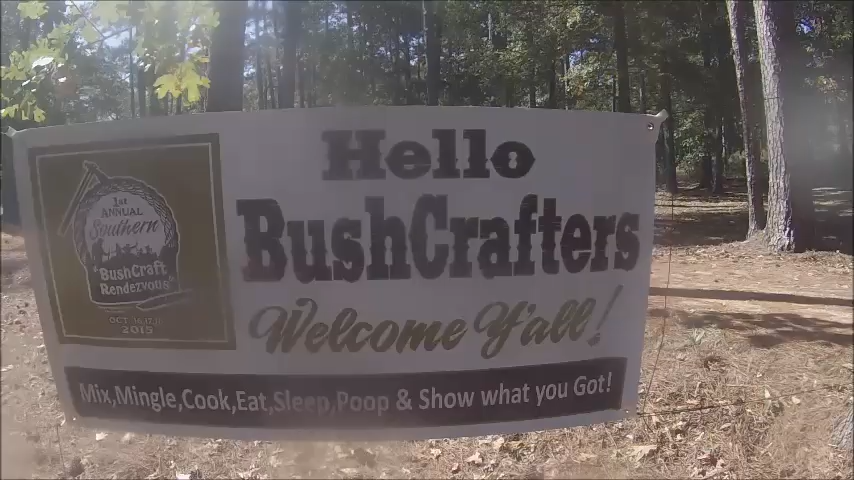 1st
ANNUAL
Southern
"BushCraft
Rendezvous"
OCT. 16,17,18
2015
Hello
BushCrafters
Welcome Y'all!
Mix,Mingle,Cook,Eat,Sleep,Poop & Show what you Got!